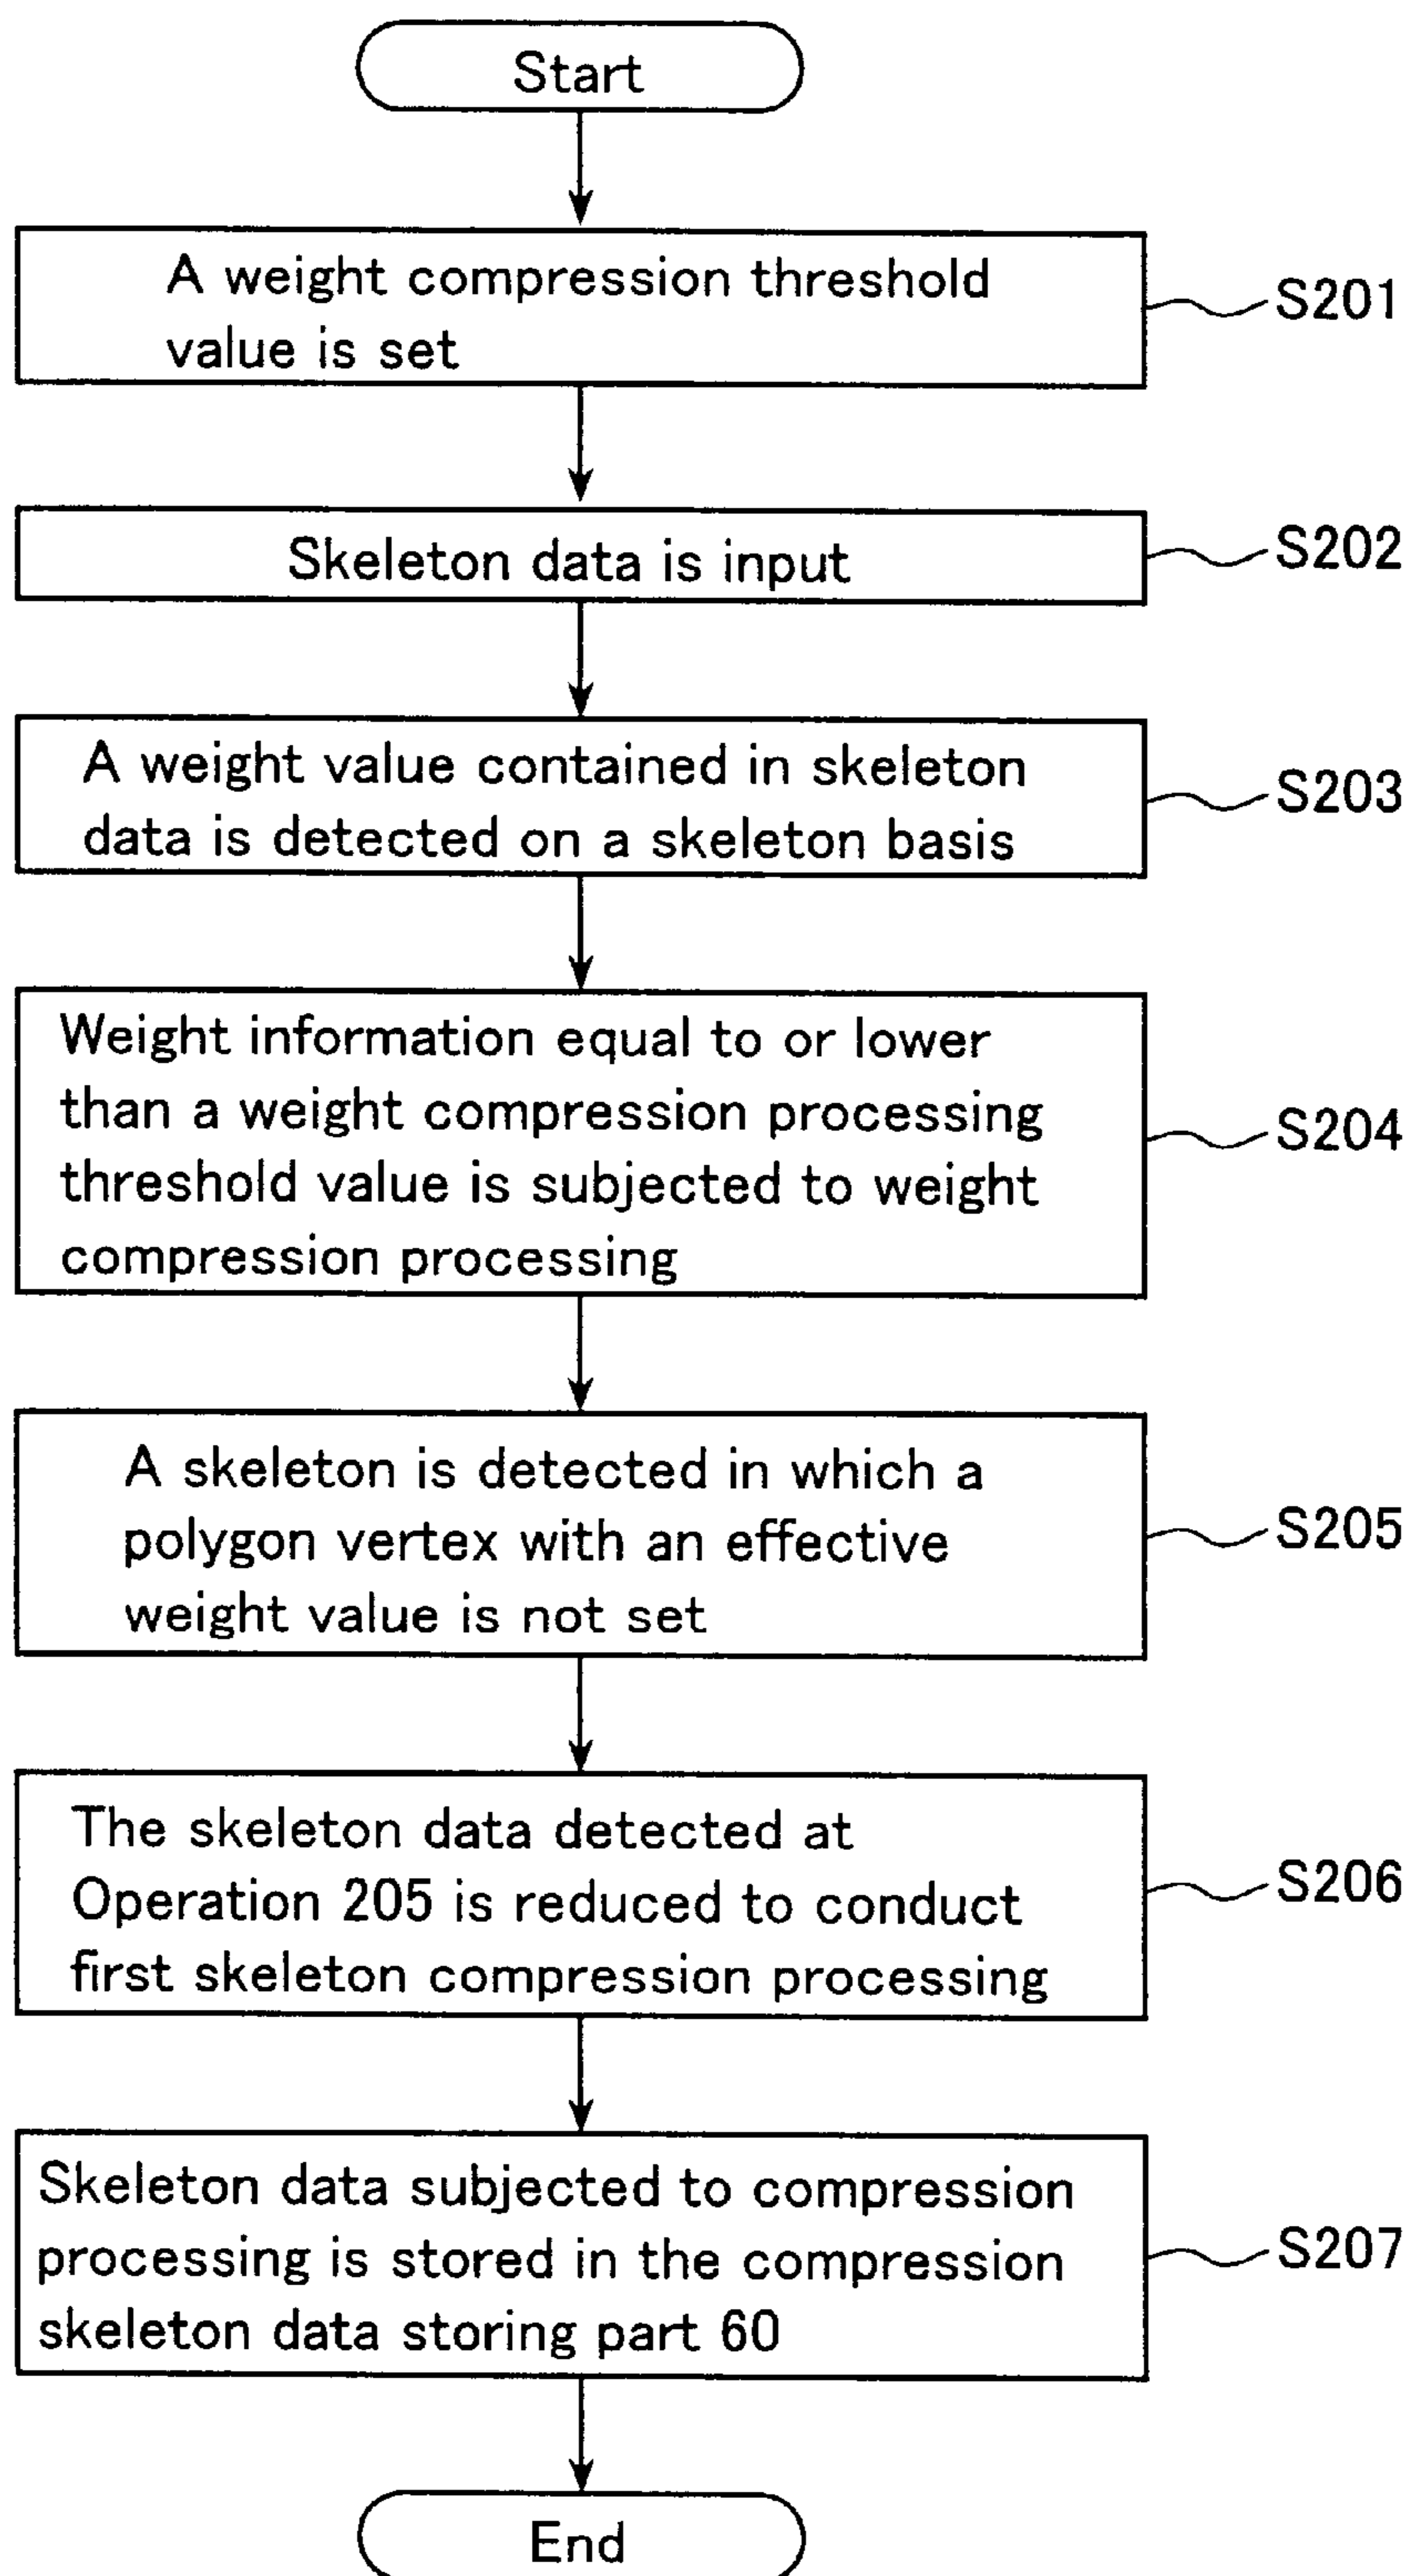 Start
A weight compression threshold
value is set
S201
Skeleton data is input
S202
A weight value contained in skeleton
data is detected on a skeleton basis
S203
Weight information equal to or lower
than a weight compression processing
threshold value is subjected to weight
compression processing
S204
A skeleton is detected in which a
polygon vertex with an effective
weight value is not set
S205
The skeleton data detected at
Operation 205 is reduced to conduct
first skeleton compression processing
S206
Skeleton data subjected to compression
processing is stored in the compression
skeleton data storing part 60
S207
End